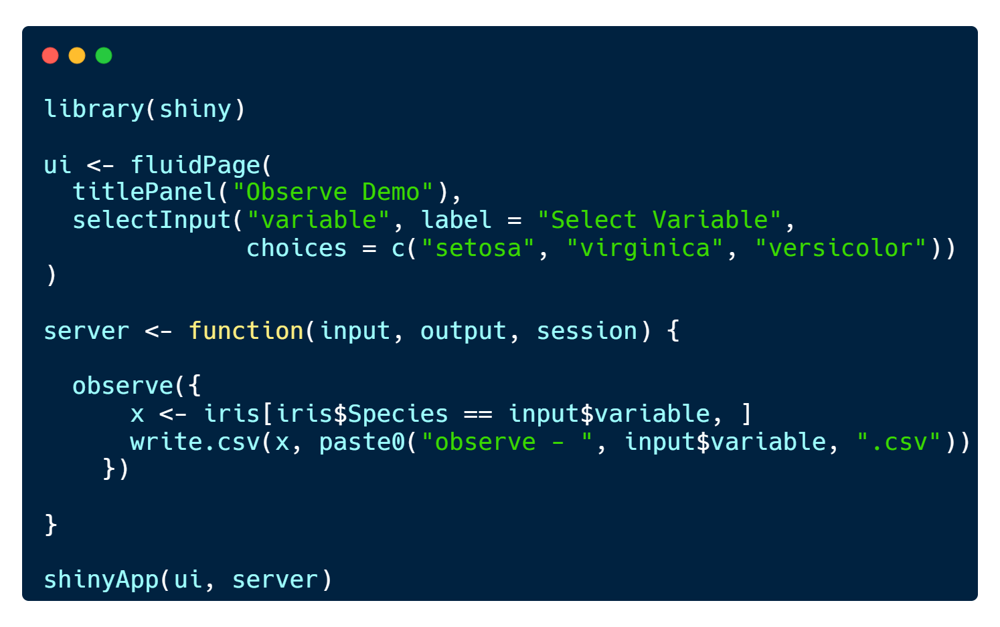 library(shiny)
ui <- fluidPage(
titlePanel("Observe Demo"),
selectInput("variable", label = "Select Variable",
choices = c("setosa", "virginica", "versicolor"))
)
server <- function(input, output, session) {
observe({
x <- iris[iris$Species == input$variable, ]
write.csv(x, paste0("observe - ", input$variable, ".csv"))
})
}
shinyApp(ui, server)